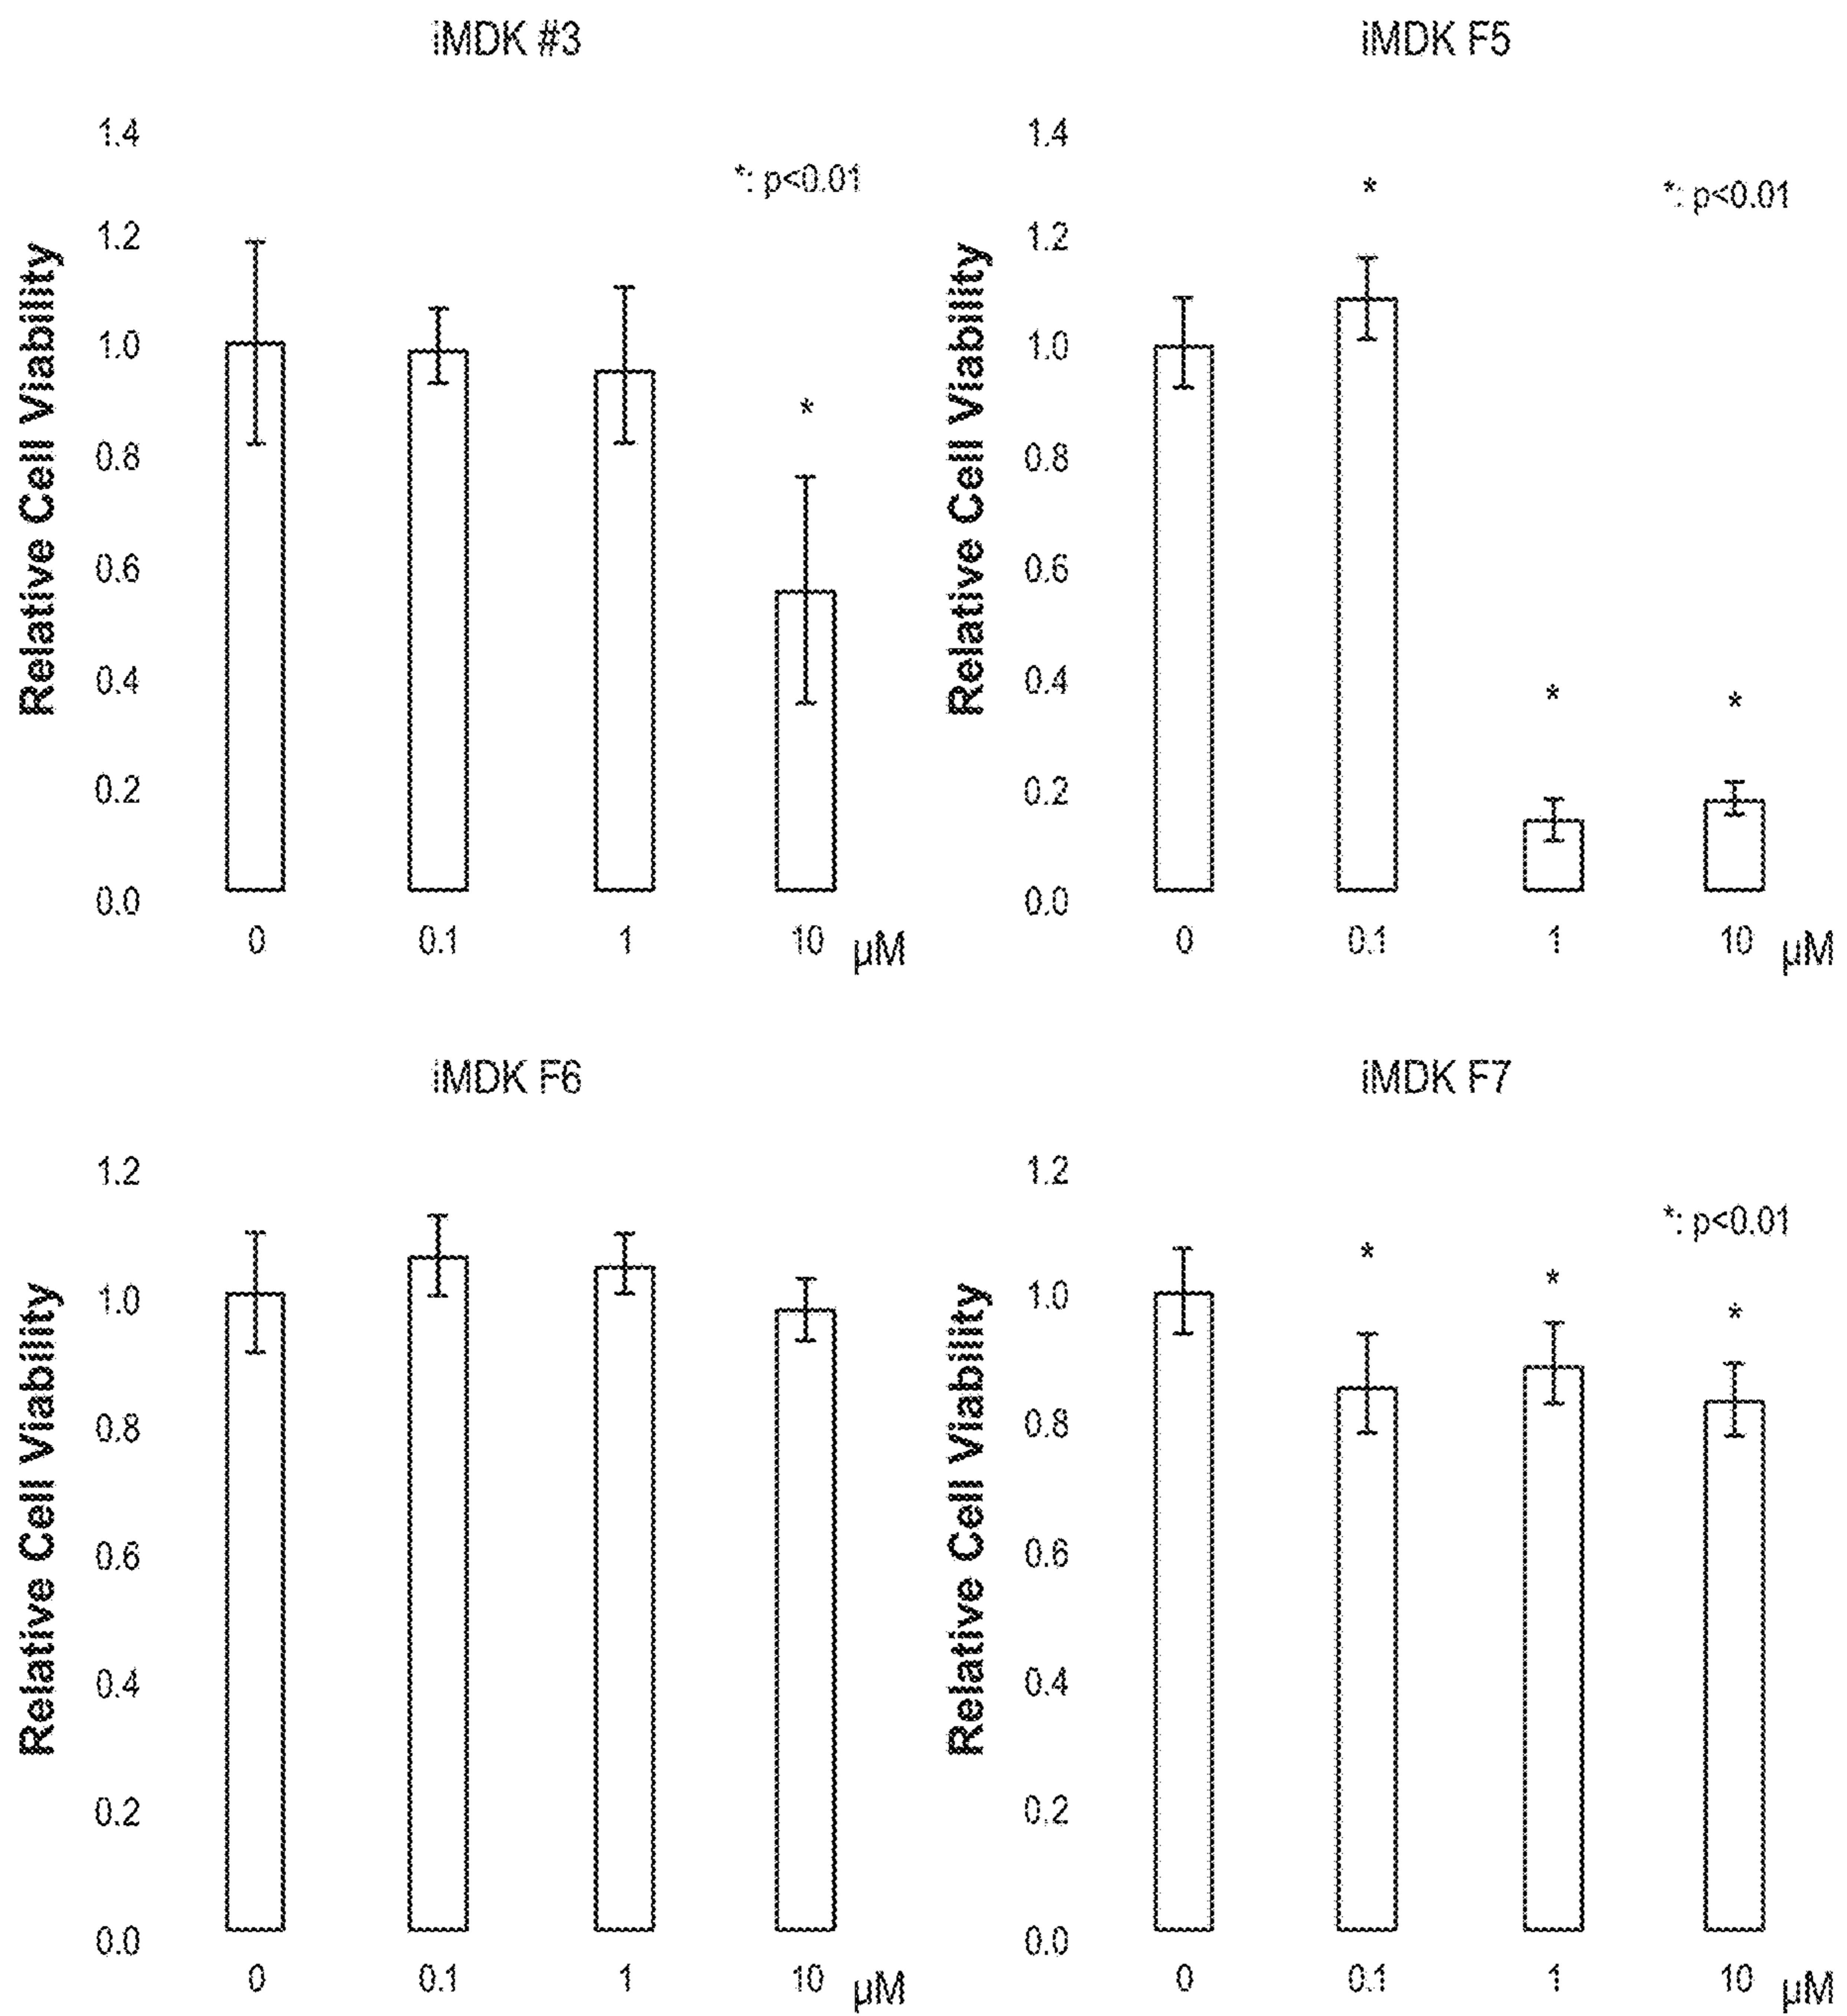 iMDK #3
1.4
*: p<0.01
1.2
1.0
0.8
*
0.6
0.4
0.2
0.0
Relative Cell Viability
0 0.1 1 10 µM
iMDK F5
1.4
*
*: p<0.01
1.2
1.0
0.8
0.6
0.4
* *
0.2
0.0
Relative Cell Viability
0 0.1 1 10 µM
iMDK F6
1.2
1.0
0.8
0.6
0.4
0.2
0.0
Relative Cell Viability
0 0.1 1 10 µM
iMDK F7
1.2
*: p<0.01
* * *
1.0
0.8
0.6
0.4
0.2
0.0
Relative Cell Viability
0 0.1 1 10 µM